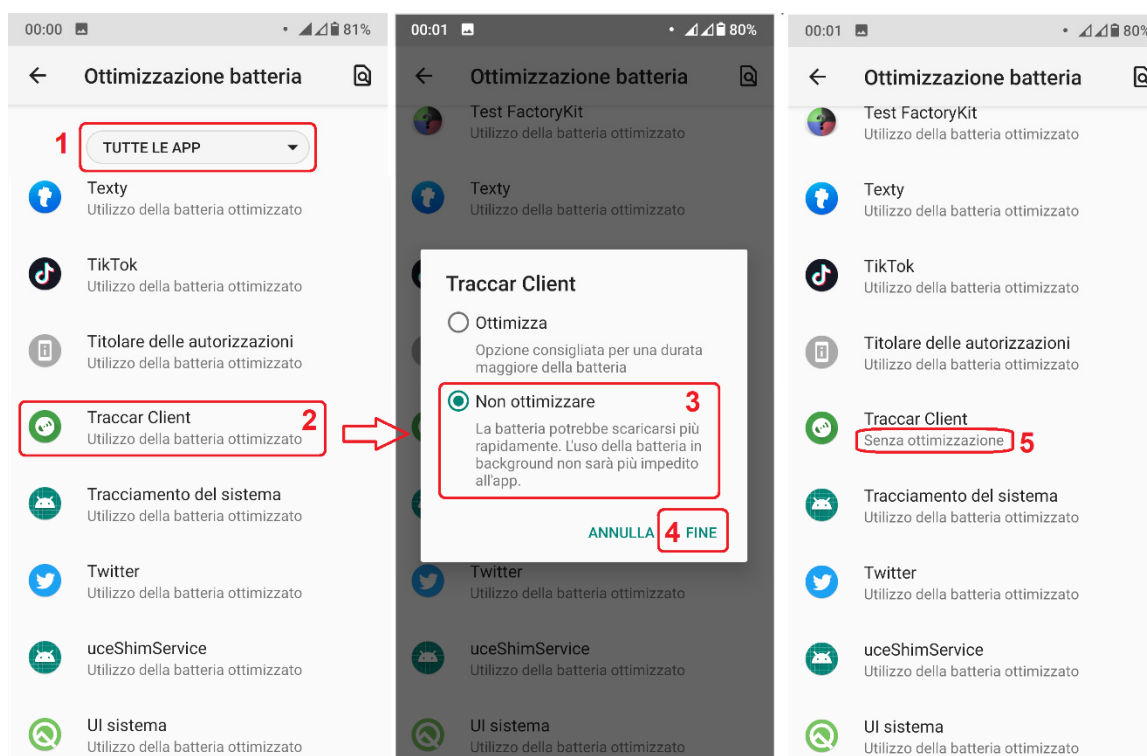 00:00
81%
Ottimizzazione batteria
1
TUTTE LE APP
Texty
Utilizzo della batteria ottimizzato
TikTok
Utilizzo della batteria ottimizzato
Titolare delle autorizzazioni
Utilizzo della batteria ottimizzato
Traccar Client
2
Utilizzo della batteria ottimizzato
Tracciamento del sistema
Utilizzo della batteria ottimizzato
Twitter
Utilizzo della batteria ottimizzato
uceShimService
Utilizzo della batteria ottimizzato
UI sistema
Utilizzo della batteria ottimizzato
00:01
80%
Ottimizzazione batteria
Test FactoryKit
Utilizzo della batteria ottimizzato
Texty
Utilizzo della batteria ottimizzato
Traccar Client
Ottimizza
Opzione consigliata per una durata
maggiore della batteria
Non ottimizzare
3
La batteria potrebbe scaricarsi più
rapidamente. L'uso della batteria in
background non sarà più impedito
all'app.
ANNULLA
4
FINE
Twitter
Utilizzo della batteria ottimizzato
uceShimService
Utilizzo della batteria ottimizzato
UI sistema
Utilizzo della batteria ottimizzato
00:01
80%
Ottimizzazione batteria
Test FactoryKit
Utilizzo della batteria ottimizzato
Texty
Utilizzo della batteria ottimizzato
TikTok
Utilizzo della batteria ottimizzato
Titolare delle autorizzazioni
Utilizzo della batteria ottimizzato
Traccar Client
Senza ottimizzazione
5
Tracciamento del sistema
Utilizzo della batteria ottimizzato
Twitter
Utilizzo della batteria ottimizzato
uceShimService
Utilizzo della batteria ottimizzato
UI sistema
Utilizzo della batteria ottimizzato